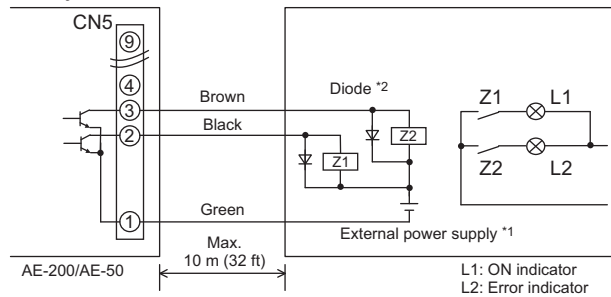 CN5
⑨
④
③
②
①
Brown
Black
Green
Diode *2
Z2
Z1
External power supply *1
Z1
L1
Z2
L2
Max.
10 m (32 ft)
AE-200/AE-50
L1: ON indicator
L2: Error indicator